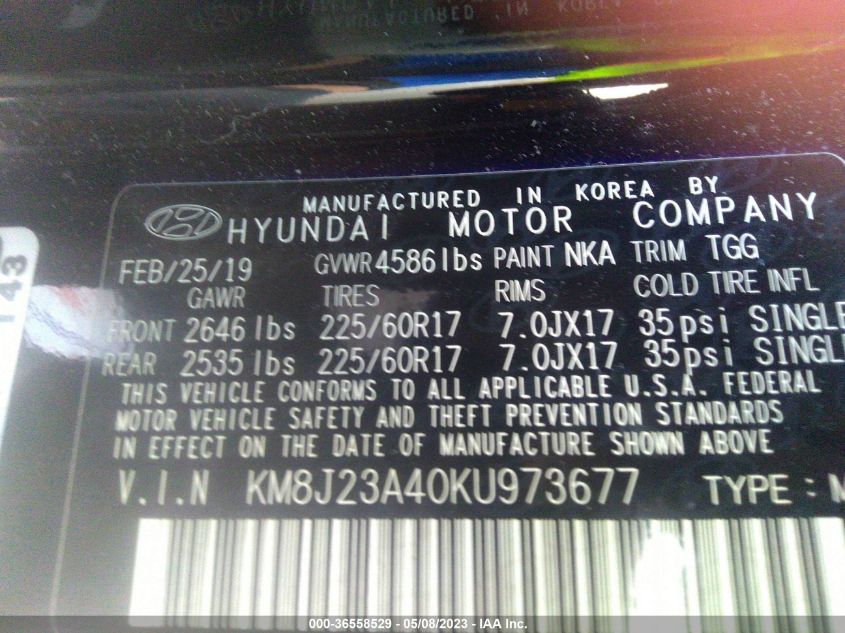 MANUFACTURED IN KOREA BY
HYUNDAI MOTOR COMPANY
FEB/25/19 GVWR 4586 lbs PAINT NKA TRIM TGG
GAWR TIRES RIMS COLD TIRE INFL
FRONT 2646 lbs 225/60R17 7.0JX17 35psi SINGLE
REAR 2535 lbs 225/60R17 7.0JX17 35psi SINGLE
THIS VEHICLE CONFORMS TO ALL APPLICABLE U.S.A. FEDERAL
MOTOR VEHICLE SAFETY AND THEFT PREVENTION STANDARDS
IN EFFECT ON THE DATE OF MANUFACTURE SHOWN ABOVE
V.I.N KM8J23A40KU973677 TYPE: M
143
000-36558529 — 05/08/2023 — IAA Inc.